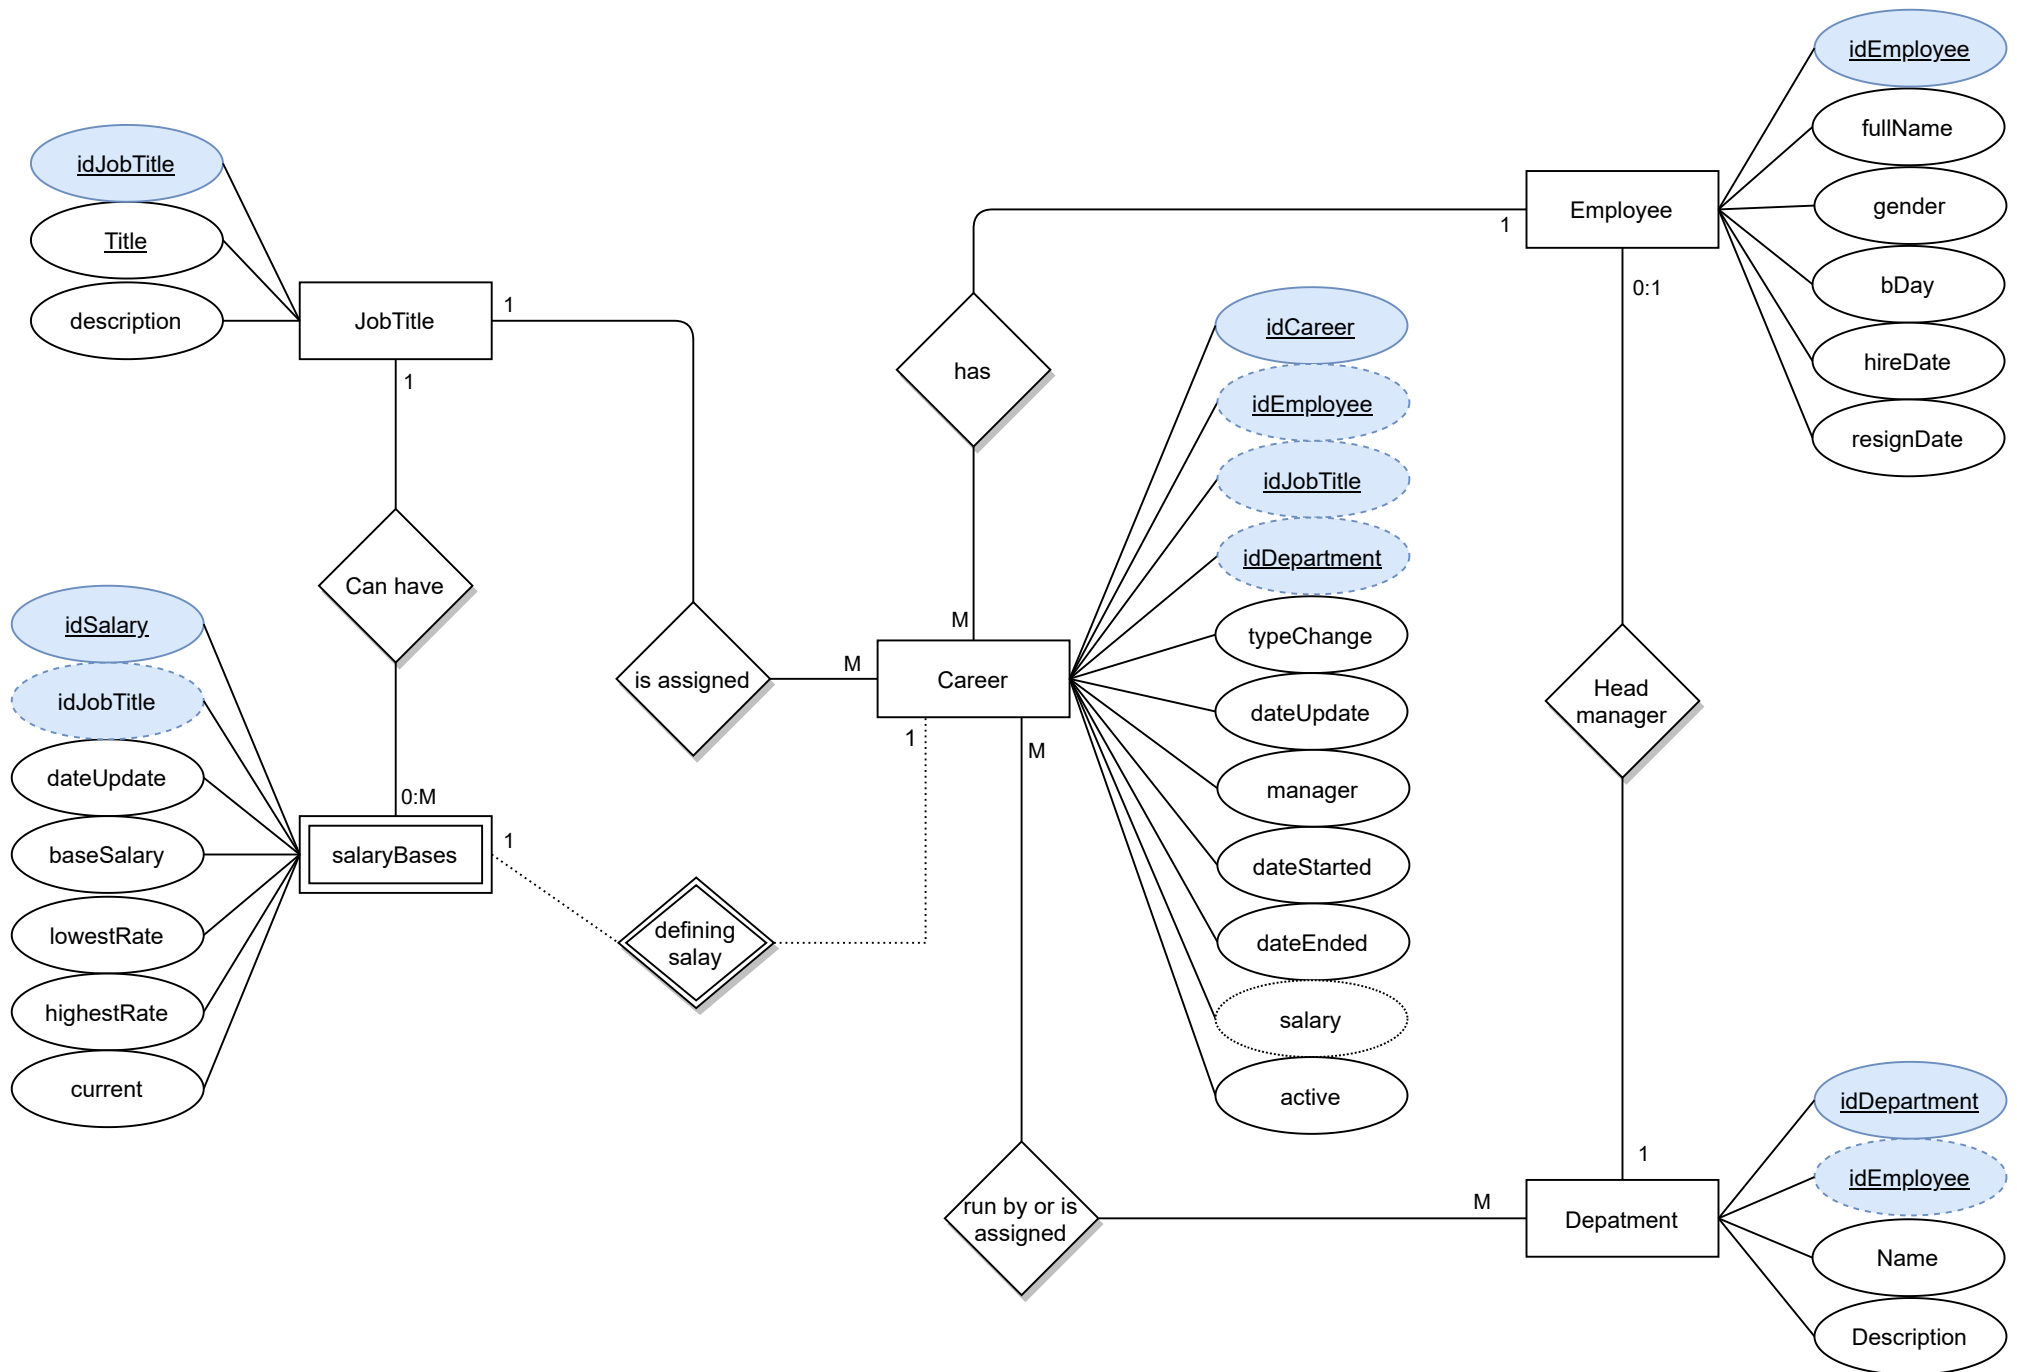 idEmployee
fullName
gender
bDay
hireDate
resignDate
Employee
1
0:1
idJobTitle
Title
description
JobTitle
1
1
has
M
idCareer
idEmployee
idJobTitle
idDepartment
typeChange
dateUpdate
manager
dateStarted
dateEnded
salary
active
Can have
0:M
is assigned
M
Career
1
M
Head
manager
1
idSalary
idJobTitle
dateUpdate
baseSalary
lowestRate
highestRate
current
salaryBases
1
defining
salay
run by or is
assigned
M
Depatment
idDepartment
idEmployee
Name
Description